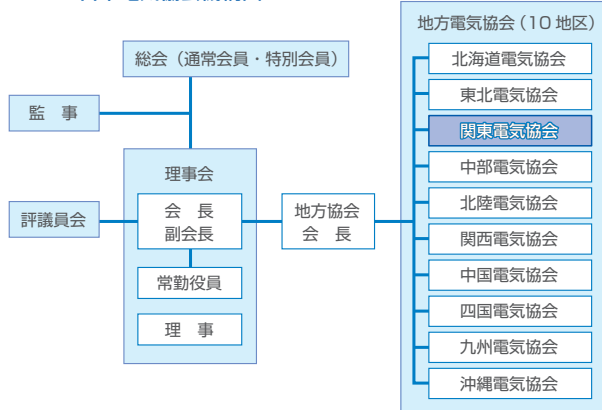 総会(通常会員・特別会員)
監 事
理事会
評議員会
会 長
副会長
常勤役員
理 事
地方協会
会 長
地方電気協会(10 地区)
北海道電気協会
東北電気協会
関東電気協会
中部電気協会
北陸電気協会
関西電気協会
中国電気協会
四国電気協会
九州電気協会
沖縄電気協会